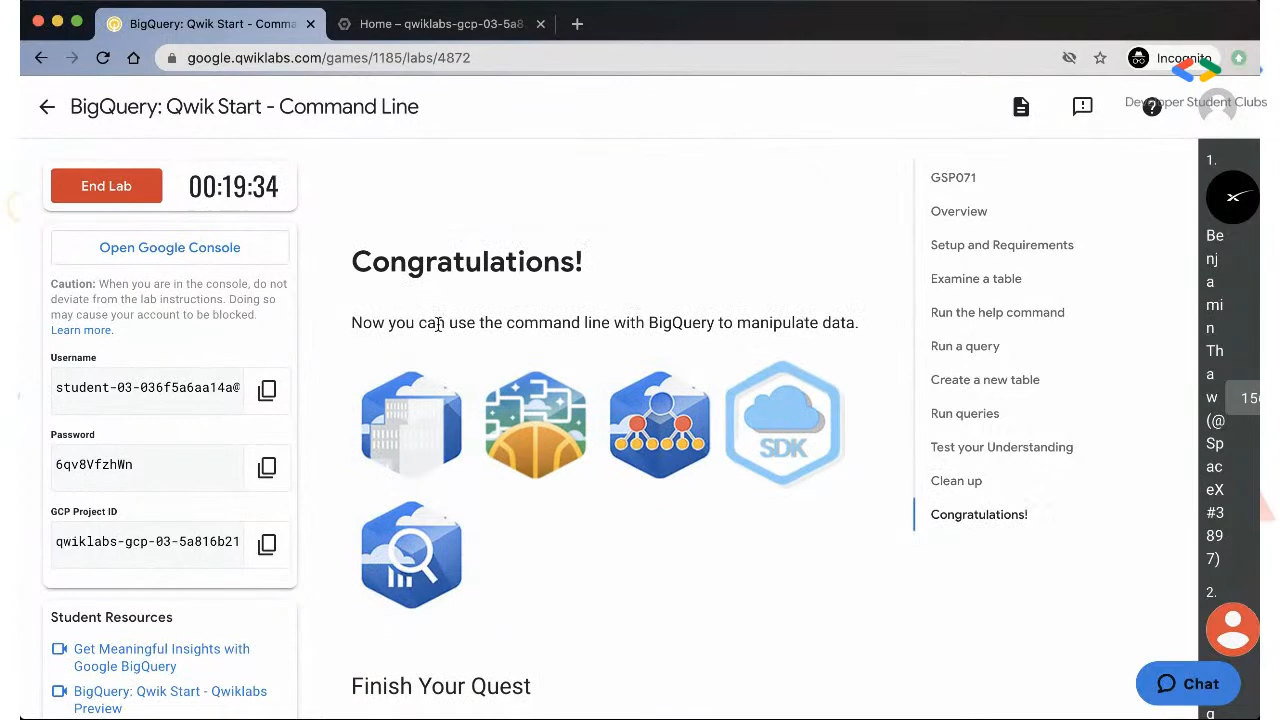 BigQuery: Qwik Start - Comma
Home – qwiklabs-gcp-03-5a8
google.qwiklabs.com/games/1185/labs/4872
Incognito
BigQuery: Qwik Start - Command Line
Developer Student Clubs
End Lab
00:19:34
Open Google Console
Caution: When you are in the console, do not
deviate from the lab instructions. Doing so
may cause your account to be blocked.
Learn more.
Username
student-03-036f5a6aa14a@
Password
6qv8VfzhWn
GCP Project ID
qwiklabs-gcp-03-5a816b21
Student Resources
Get Meaningful Insights with
Google BigQuery
BigQuery: Qwik Start - Qwiklabs
Preview
Congratulations!
Now you can use the command line with BigQuery to manipulate data.
SDK
Finish Your Quest
GSP071
Overview
Setup and Requirements
Examine a table
Run the help command
Run a query
Create a new table
Run queries
Test your Understanding
Clean up
Congratulations!
1.
Be
nj
a
mi
n
Th
a
w
(@
Sp
ac
eX
#3
89
7)
2.
Chat